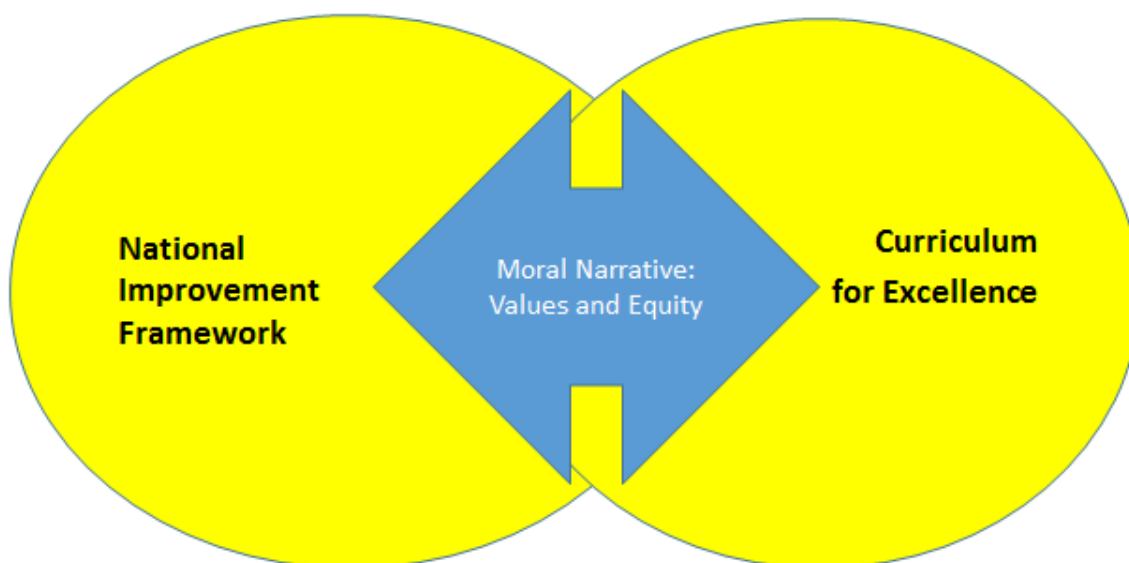 National
Improvement
Framework
Moral Narrative:
Values and Equity
Curriculum
for Excellence